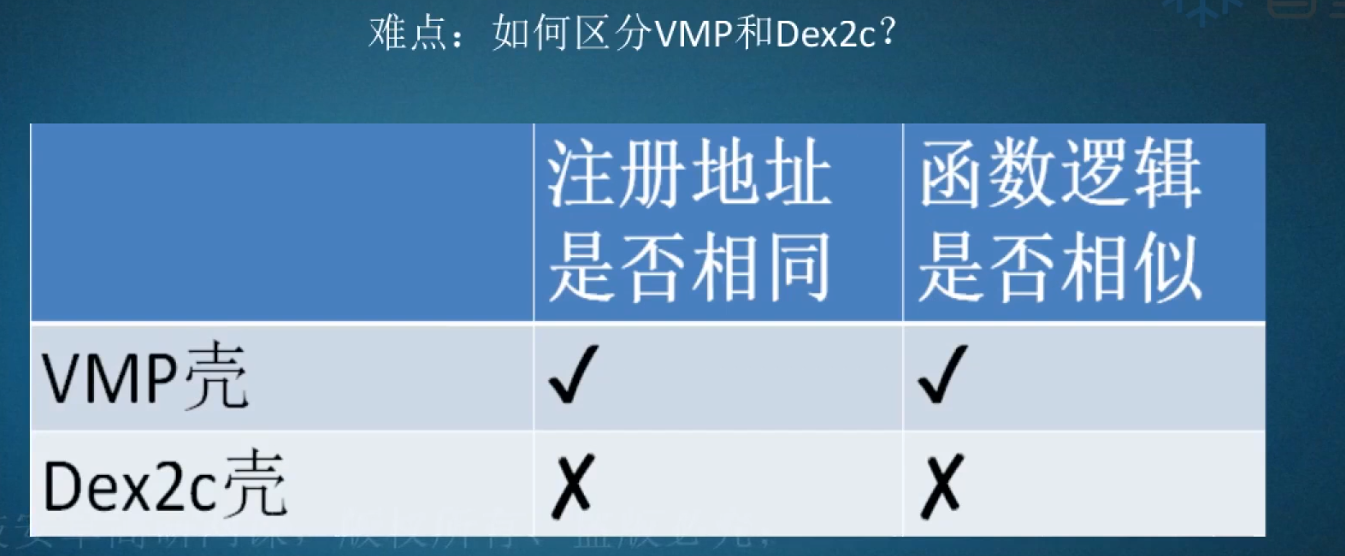 难点：如何区分VMP和Dex2c？
注册地址
是否相同
函数逻辑
是否相似
VMP壳 ✓ ✓
Dex2c壳 ✗ ✗